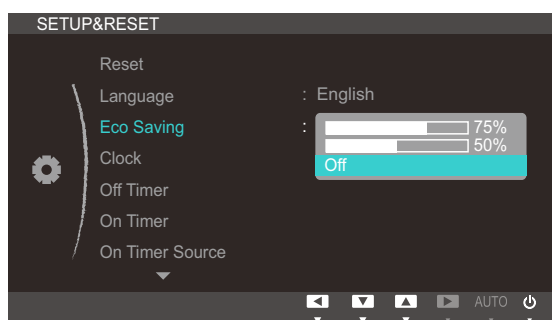 SETUP&RESET
Reset
Language : English
Eco Saving : 75%
50%
Off
Clock
Off Timer
On Timer
On Timer Source
AUTO